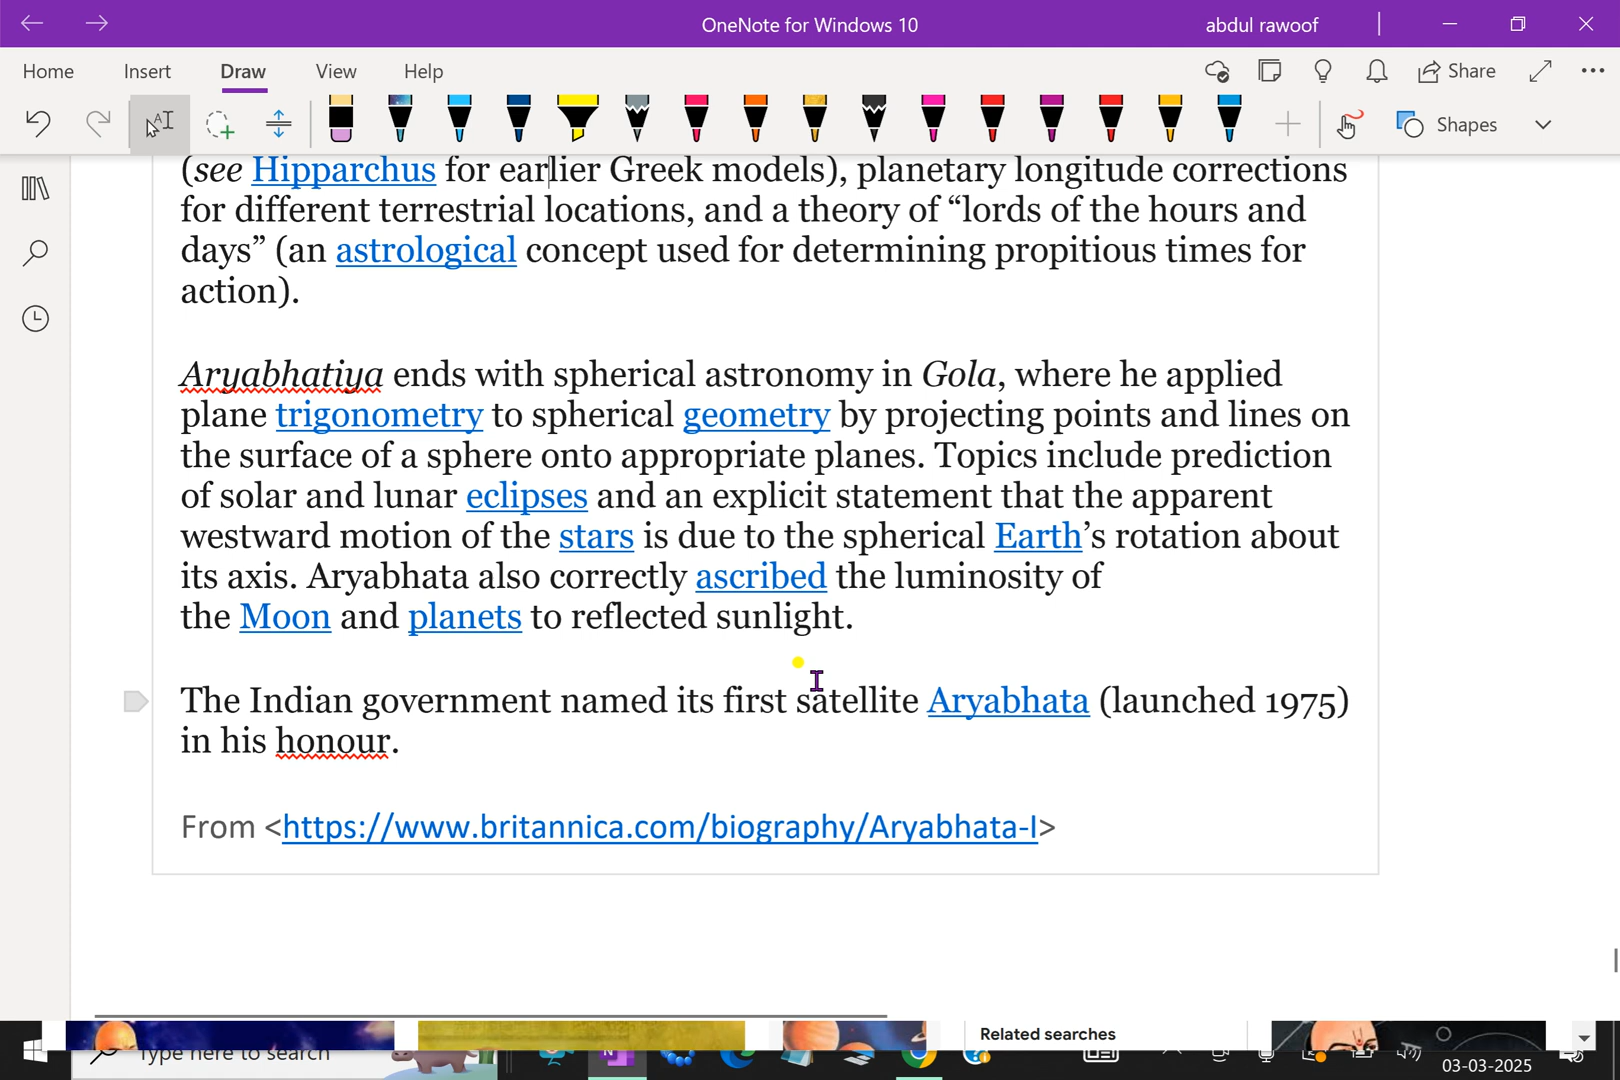 OneNote for Windows 10
abdul rawoof
Home Insert Draw View Help
Share
Shapes
(see Hipparchus for earlier Greek models), planetary longitude corrections
for different terrestrial locations, and a theory of “lords of the hours and
days” (an astrological concept used for determining propitious times for
action).
Aryabhatiya ends with spherical astronomy in Gola, where he applied
plane trigonometry to spherical geometry by projecting points and lines on
the surface of a sphere onto appropriate planes. Topics include prediction
of solar and lunar eclipses and an explicit statement that the apparent
westward motion of the stars is due to the spherical Earth’s rotation about
its axis. Aryabhata also correctly ascribed the luminosity of
the Moon and planets to reflected sunlight.
The Indian government named its first satellite Aryabhata (launched 1975)
in his honour.
From <https://www.britannica.com/biography/Aryabhata-I>
Related searches
Type here to search
03-03-2025